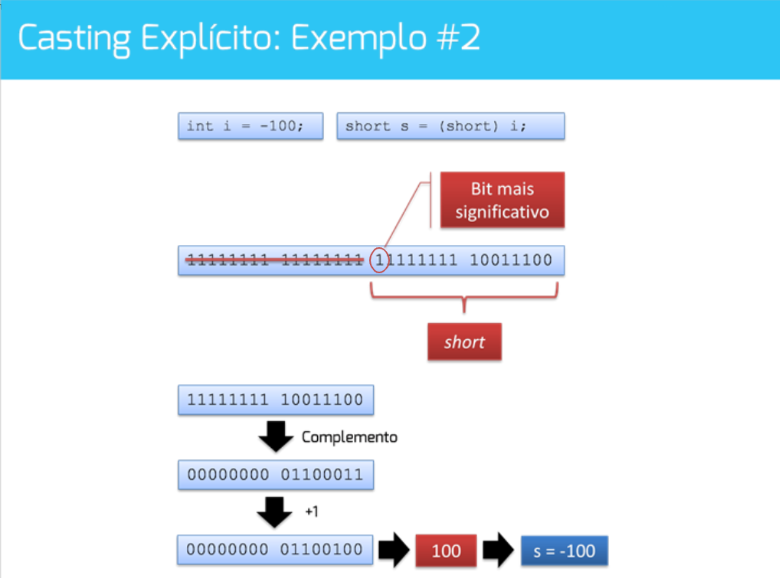 Casting Explícito: Exemplo #2
int i = -100;
short s = (short) i;
Bit mais
significativo
11111111 11111111 11111111 10011100
short
11111111 10011100
Complemento
00000000 01100011
+1
00000000 01100100
100
s = -100